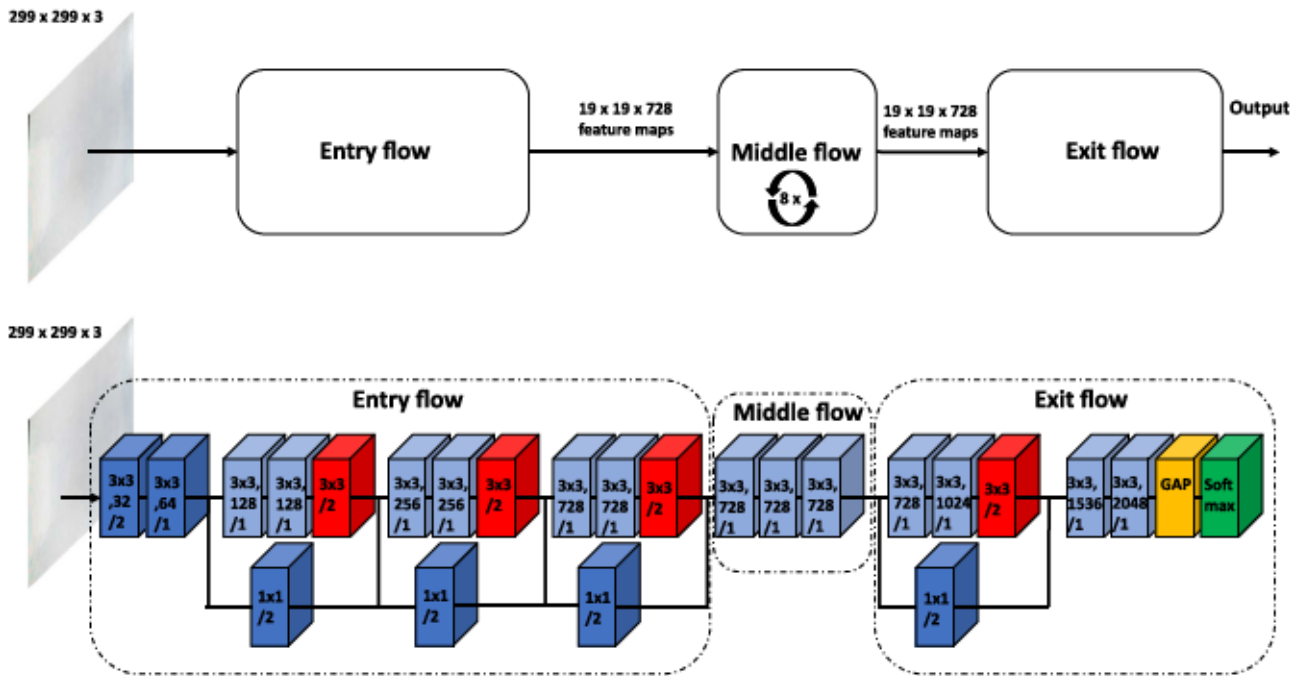 299 x 299 x 3
Entry flow
19 x 19 x 728
feature maps
Middle flow
8 x
19 x 19 x 728
feature maps
Exit flow
Output
299 x 299 x 3
Entry flow
Middle flow
Exit flow
3x3
,32
/2
3x3
,64
/1
3x3,
128
/1
3x3,
128
/1
3x3
/2
3x3,
256
/1
3x3,
256
/1
3x3
/2
3x3,
728
/1
3x3,
728
/1
3x3
/2
3x3,
728
/1
3x3,
728
/1
3x3,
728
/1
3x3,
728
/1
3x3,
1024
/1
3x3
/2
3x3,
1536
/1
3x3,
2048
/1
GAP
Soft
max
1x1
/2
1x1
/2
1x1
/2
1x1
/2